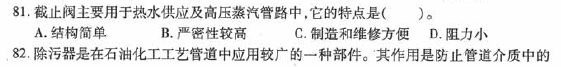 81. 截止阀主要用于热水供应及高压蒸汽管路中,它的特点是(　　)。
A. 结构简单　　B. 严密性较高　　C. 制造和维修方便　D. 阻力小
82. 除污器是在石油化工工艺管道中应用较广的一种部件。其作用是防止管道介质中的